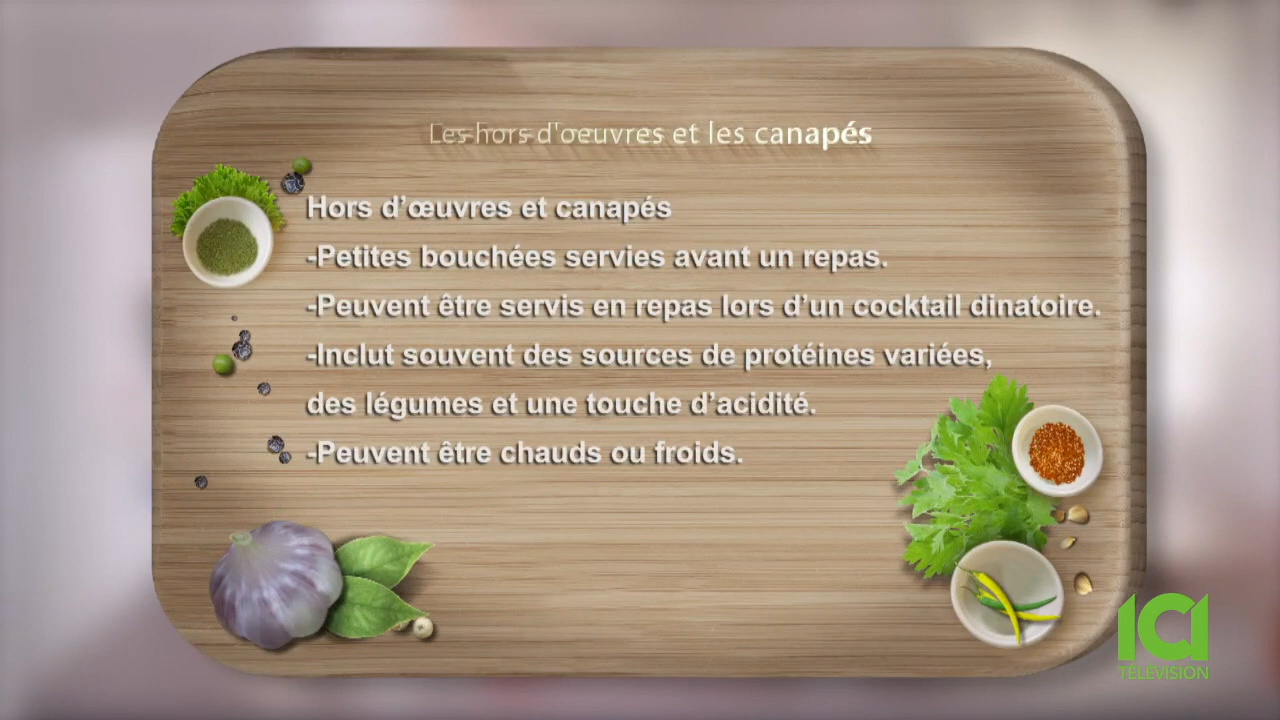 Les hors d'oeuvres et les canapés
Hors d'œuvres et canapés
-Petites bouchées servies avant un repas.
-Peuvent être servis en repas lors d'un cocktail dinatoire.
-Inclut souvent des sources de protéines variées,
des légumes et une touche d'acidité.
-Peuvent être chauds ou froids.
ICI
TÉLÉVISION